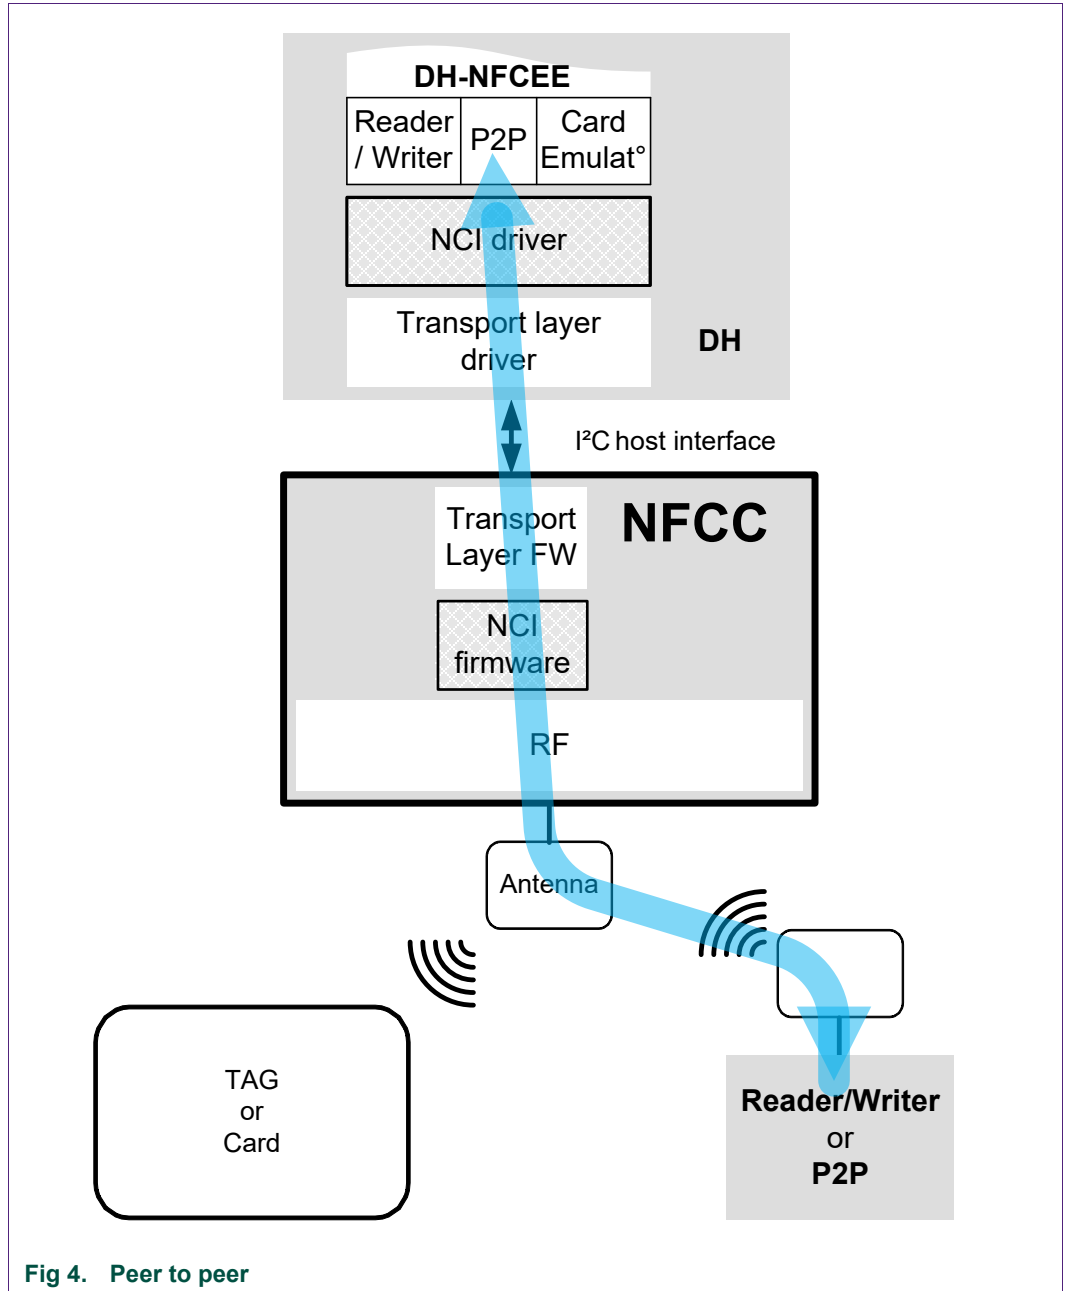 DH-NFCEE
Reader
/ Writer
P2P
Card
Emulat°
NCI driver
Transport layer
driver
DH
I²C host interface
NFCC
Transport
Layer FW
NCI
firmware
RF
Antenna
TAG
or
Card
Reader/Writer
or
P2P
Fig 4. Peer to peer